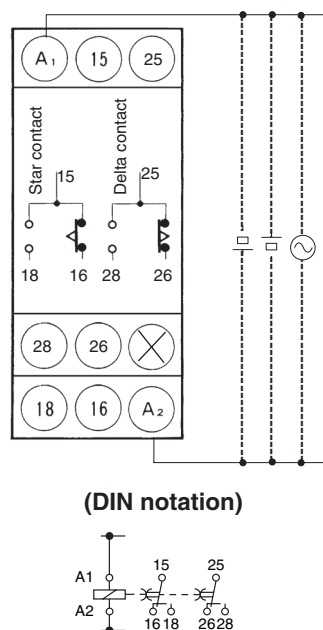 A1 15 25
Star contact
Delta contact
15 25
18 16 28 26
28 26
18 16 A2
(DIN notation)
15 25
A1
A2
16 18 26 28